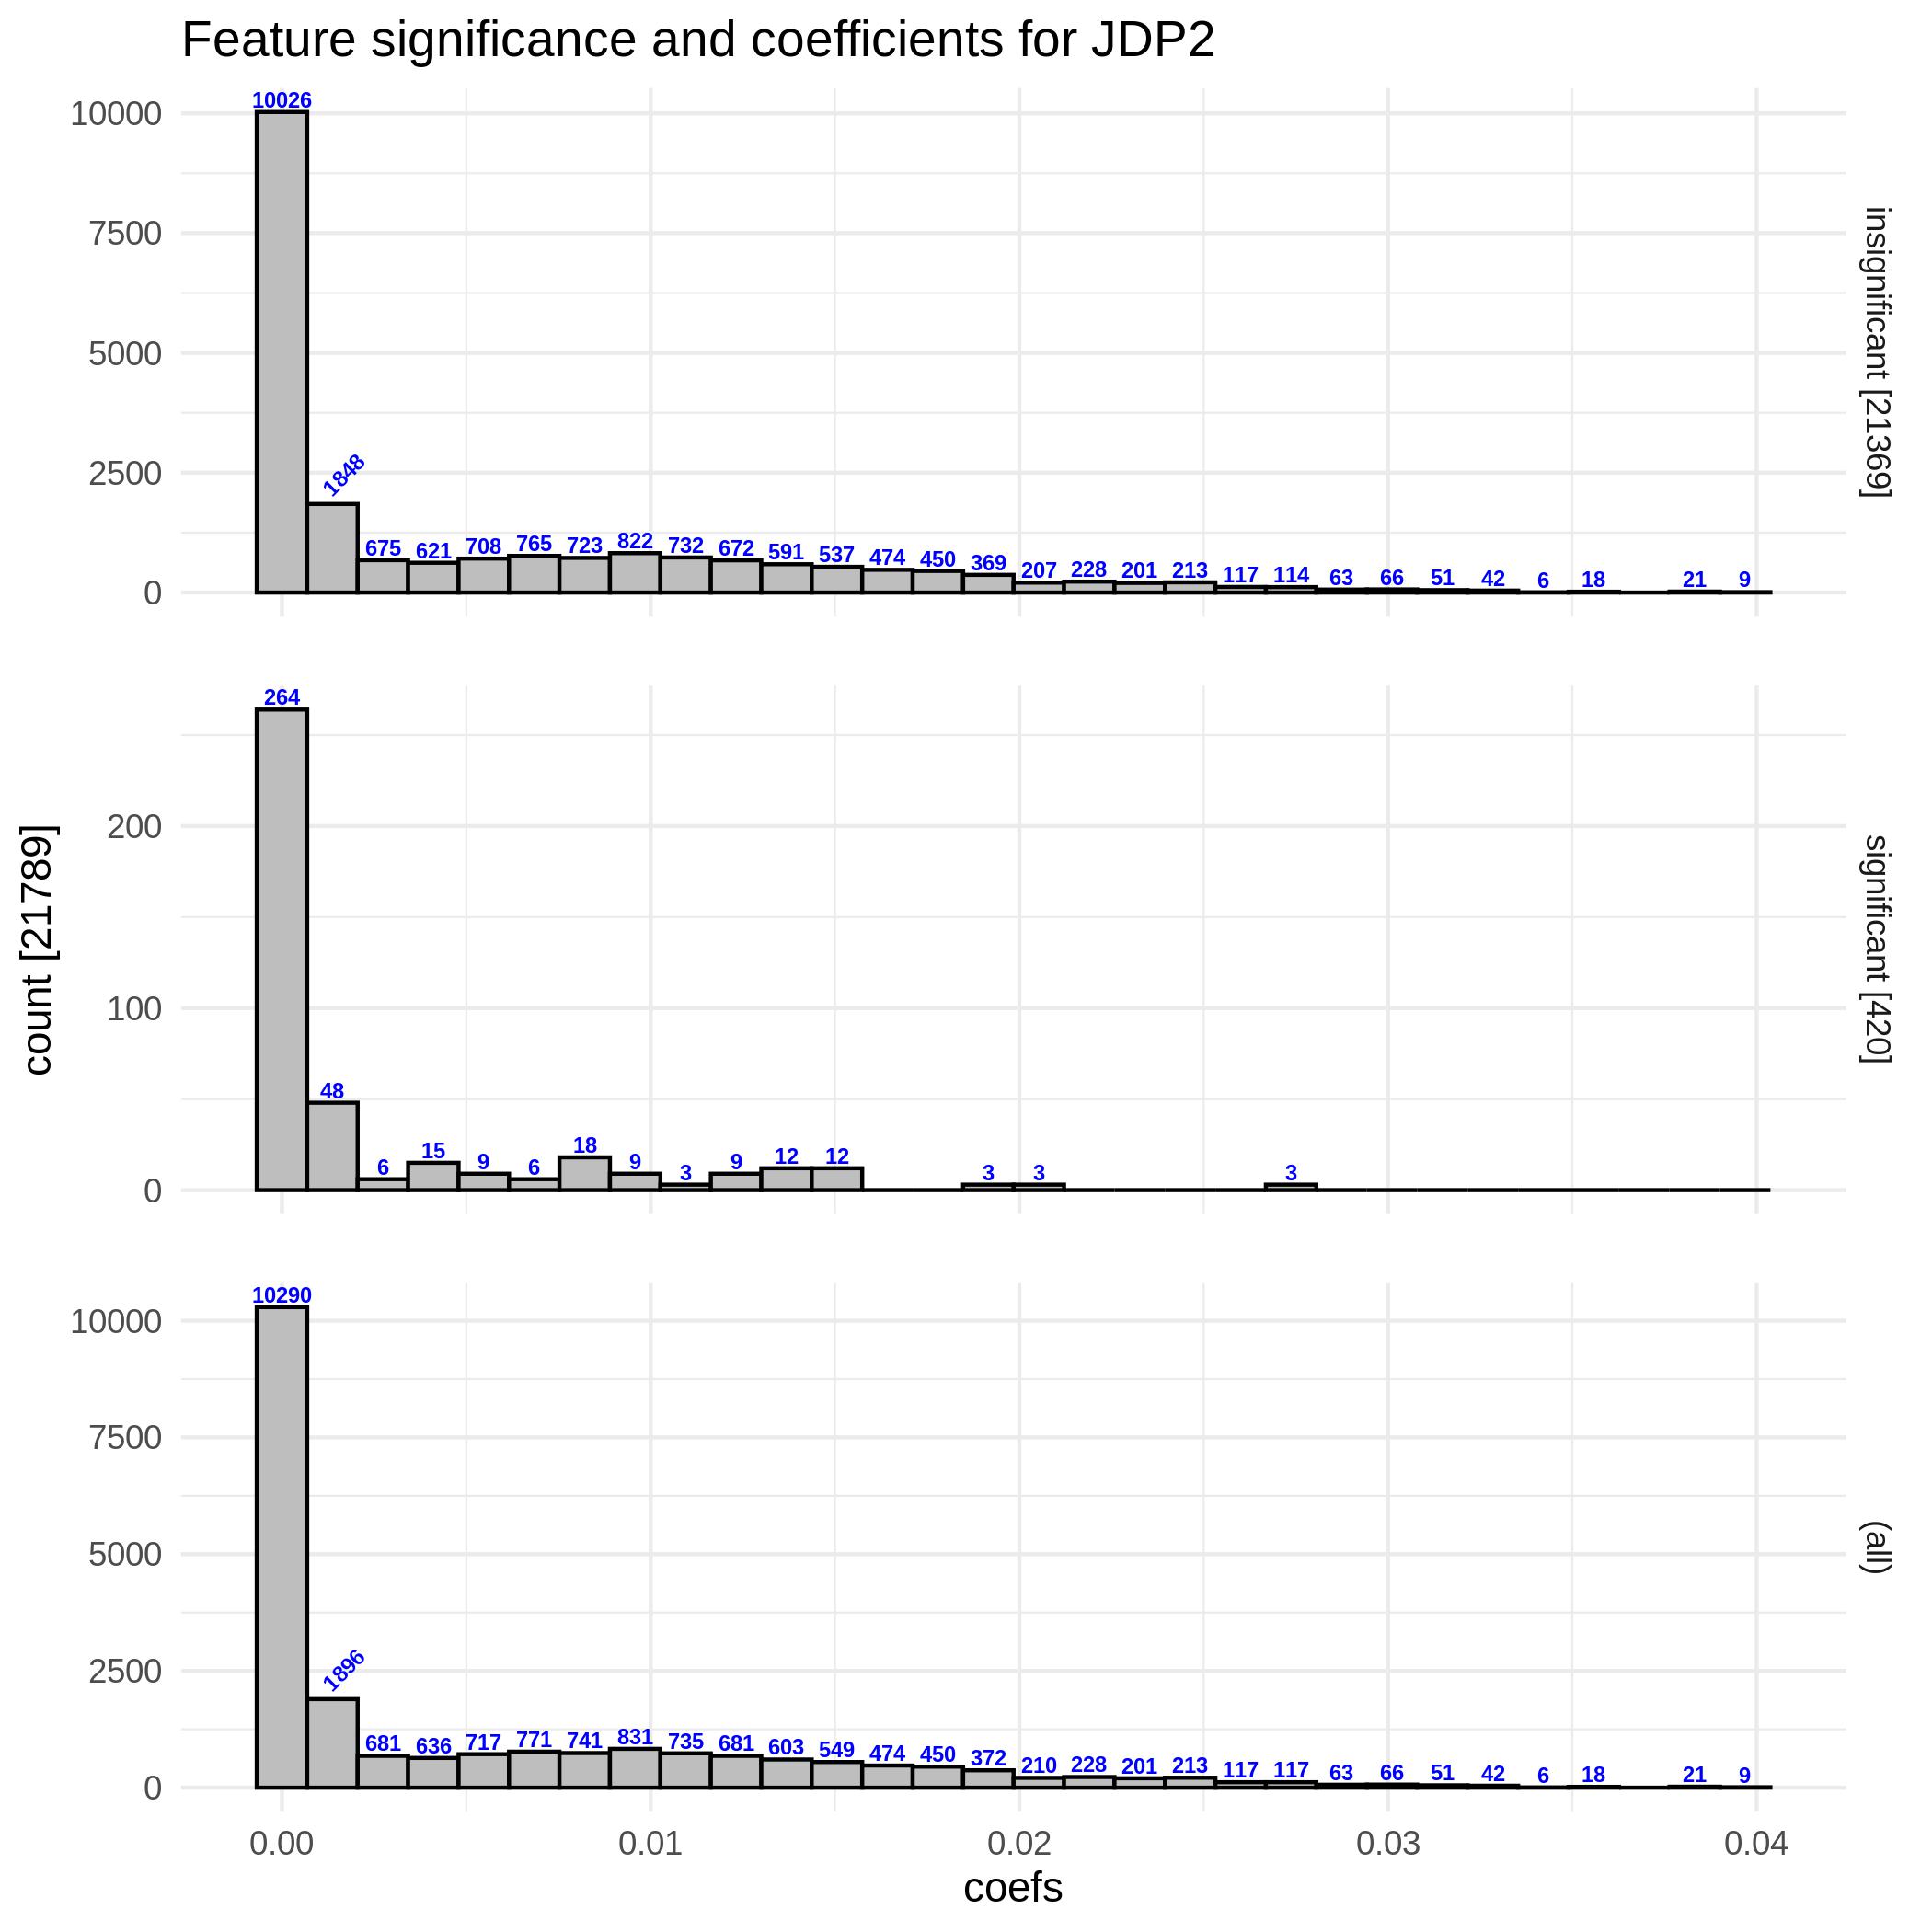 Feature significance and coefficients for JDP2
count [21789]
insignificant [21369]
10000
7500
5000
2500
0
10026
1848
675 621 708 765 723 822 732 672 591 537 474 450 369 207 228 201 213 117 114 63 66 51 42 6 18 21 9
significant [420]
200
100
0
264
48
6 15 9 6 18 9 3 9 12 12 3 3 3
(all)
10000
7500
5000
2500
0
10290
1896
681 636 717 771 741 831 735 681 603 549 474 450 372 210 228 201 213 117 117 63 66 51 42 6 18 21 9
0.00 0.01 0.02 0.03 0.04
coefs